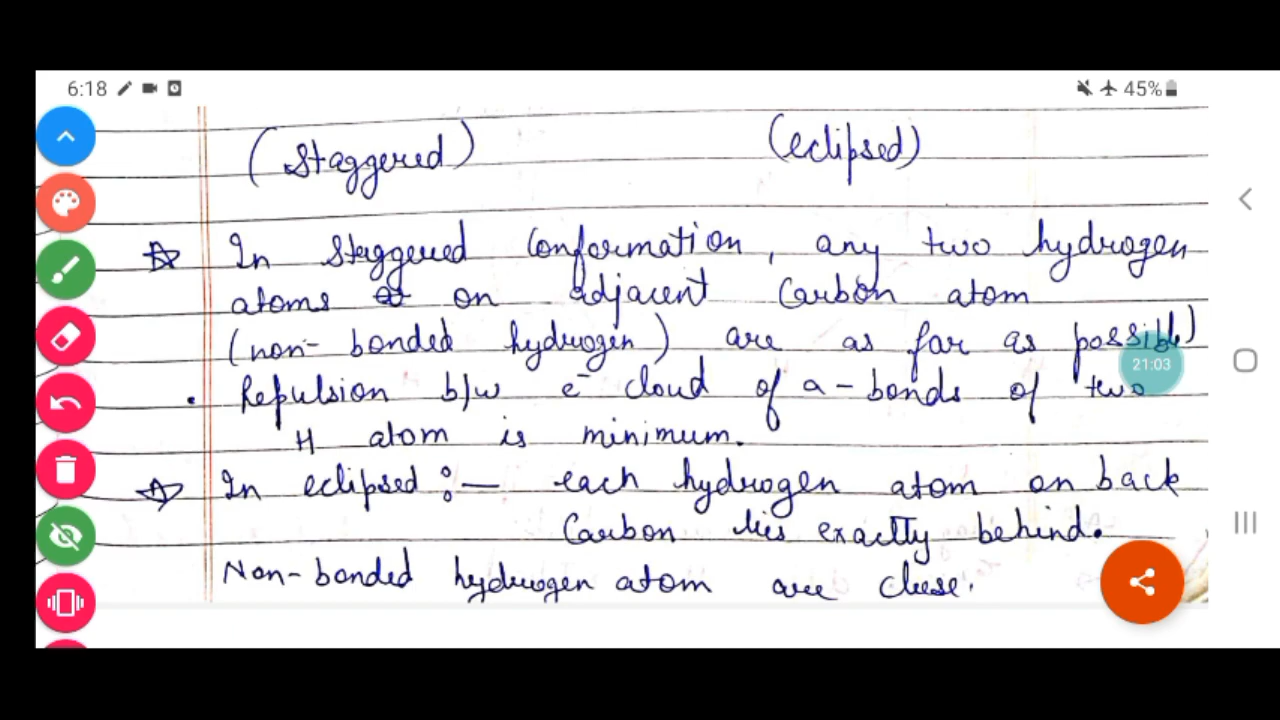 6:18 45%
(Staggered) (eclipsed)
In staggered Conformation, any two hydrogen
atoms on adjacent Carbon atom
(non-bonded hydrogen) are as far as possible)
21:03
• Repulsion b/w e⁻ cloud of a-bonds of two
H atom is minimum.
In eclipsed :— each hydrogen atom on back
Carbon lies exactly behind.
Non-bonded hydrogen atom are close.